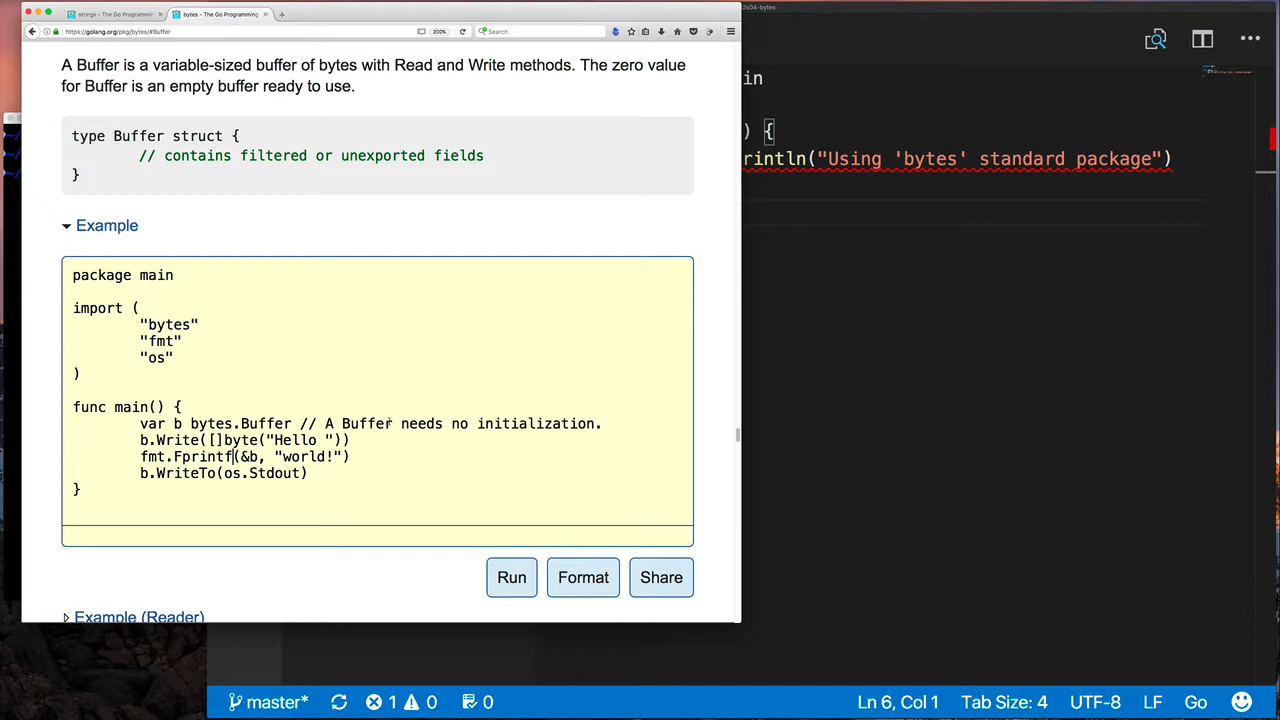 strings - The Go Programmin
bytes - The Go Programming
3s04-bytes
https://golang.org/pkg/bytes/#Buffer
200%
Search
A Buffer is a variable-sized buffer of bytes with Read and Write methods. The zero value
for Buffer is an empty buffer ready to use.
type Buffer struct {
// contains filtered or unexported fields
}
Example
package main
import (
"bytes"
"fmt"
"os"
)
func main() {
var b bytes.Buffer // A Buffer needs no initialization.
b.Write([]byte("Hello "))
fmt.Fprintf(&b, "world!")
b.WriteTo(os.Stdout)
}
Run
Format
Share
Example (Reader)
in
) {
rintln("Using 'bytes' standard package")
master*
1
0
0
Ln 6, Col 1
Tab Size: 4
UTF-8
LF
Go